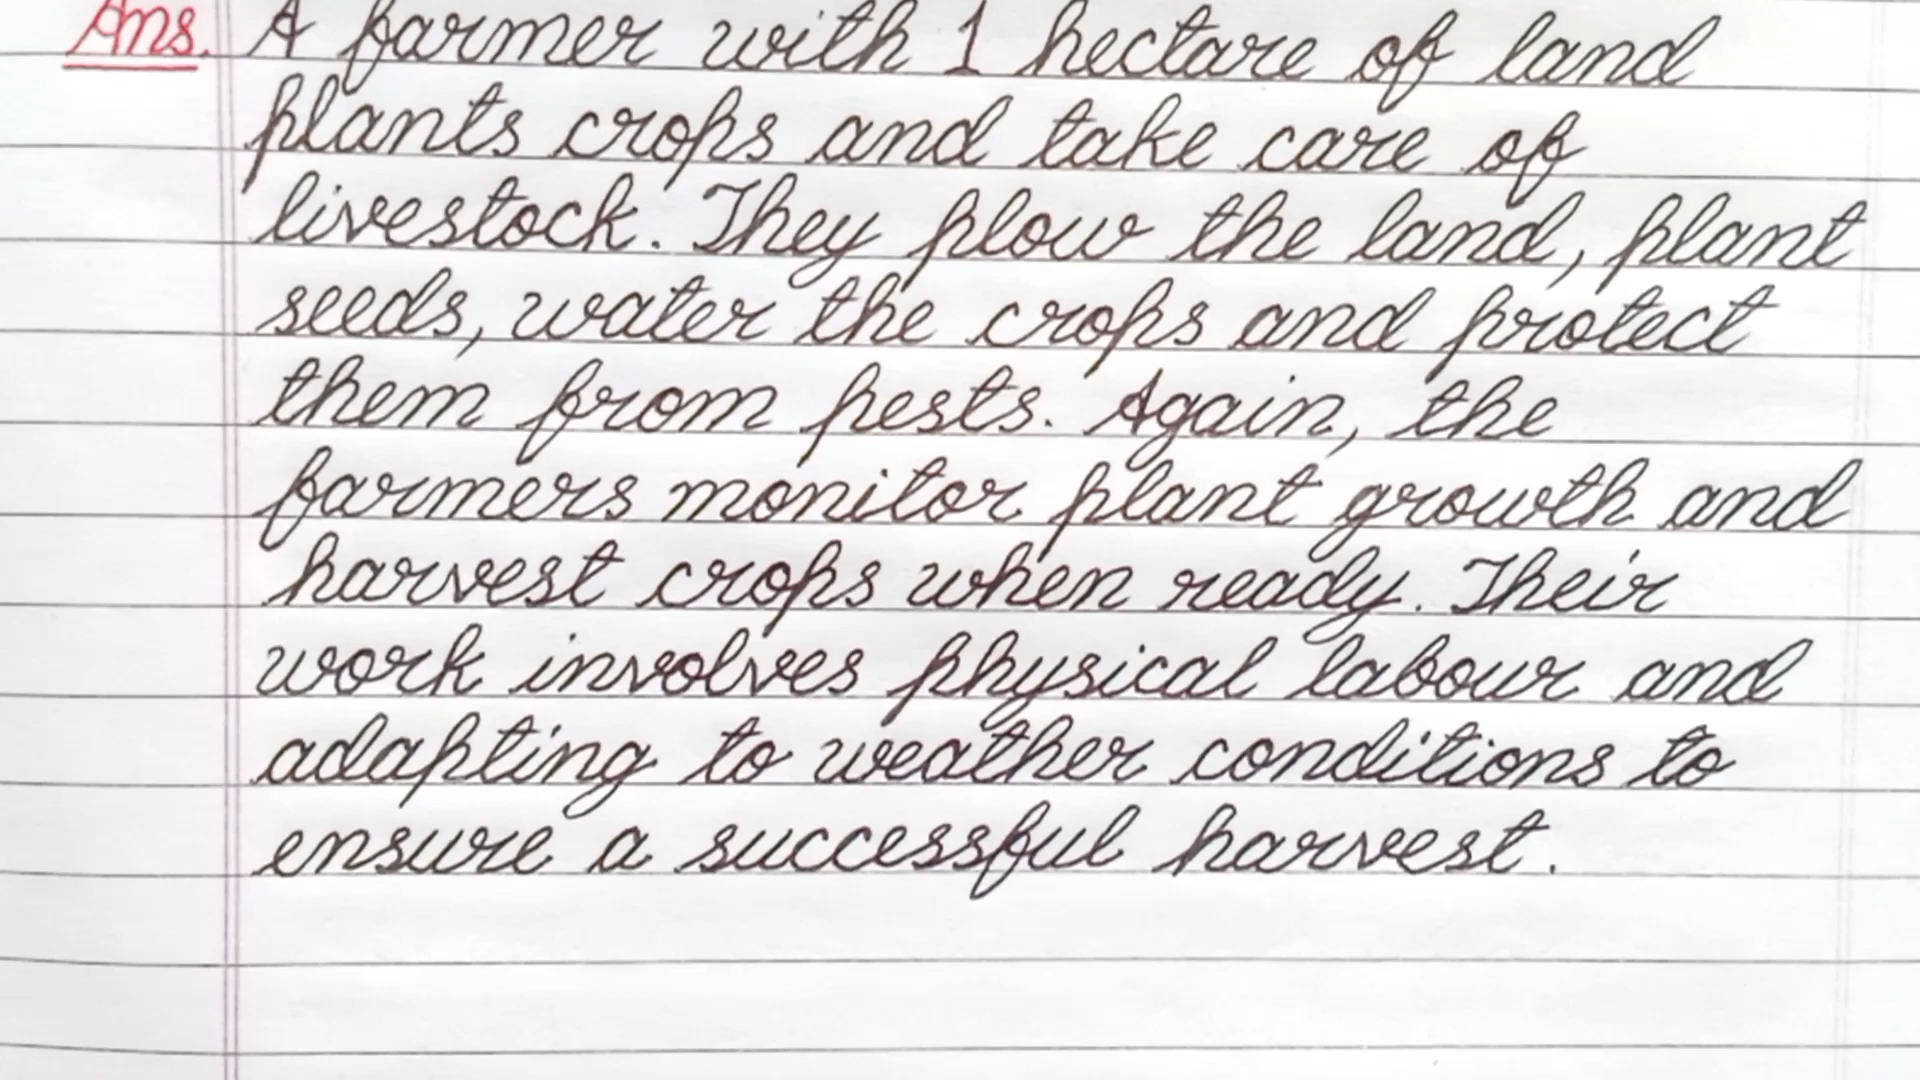 Ans. A farmer with 1 hectare of land
plants crops and take care of
livestock. They plow the land, plant
seeds, water the crops and protect
them from pests. Again, the
farmers monitor plant growth and
harvest crops when ready. Their
work involves physical labour and
adapting to weather conditions to
ensure a successful harvest.